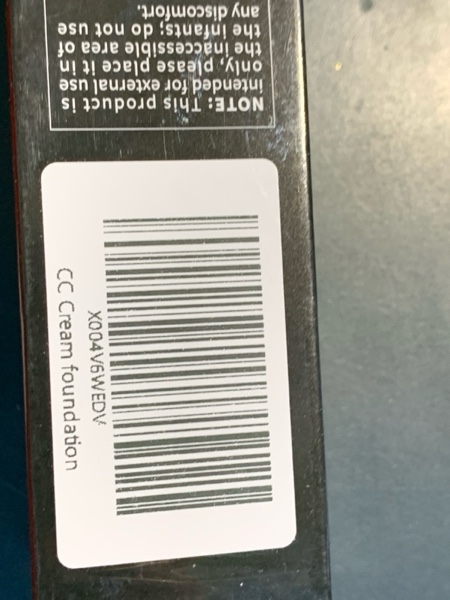 NOTE: This product is
intended for external use
only, please place it in
the inaccessible area of
the infants; do not use
any discomfort.
X004V6WEDV
CC Cream foundation